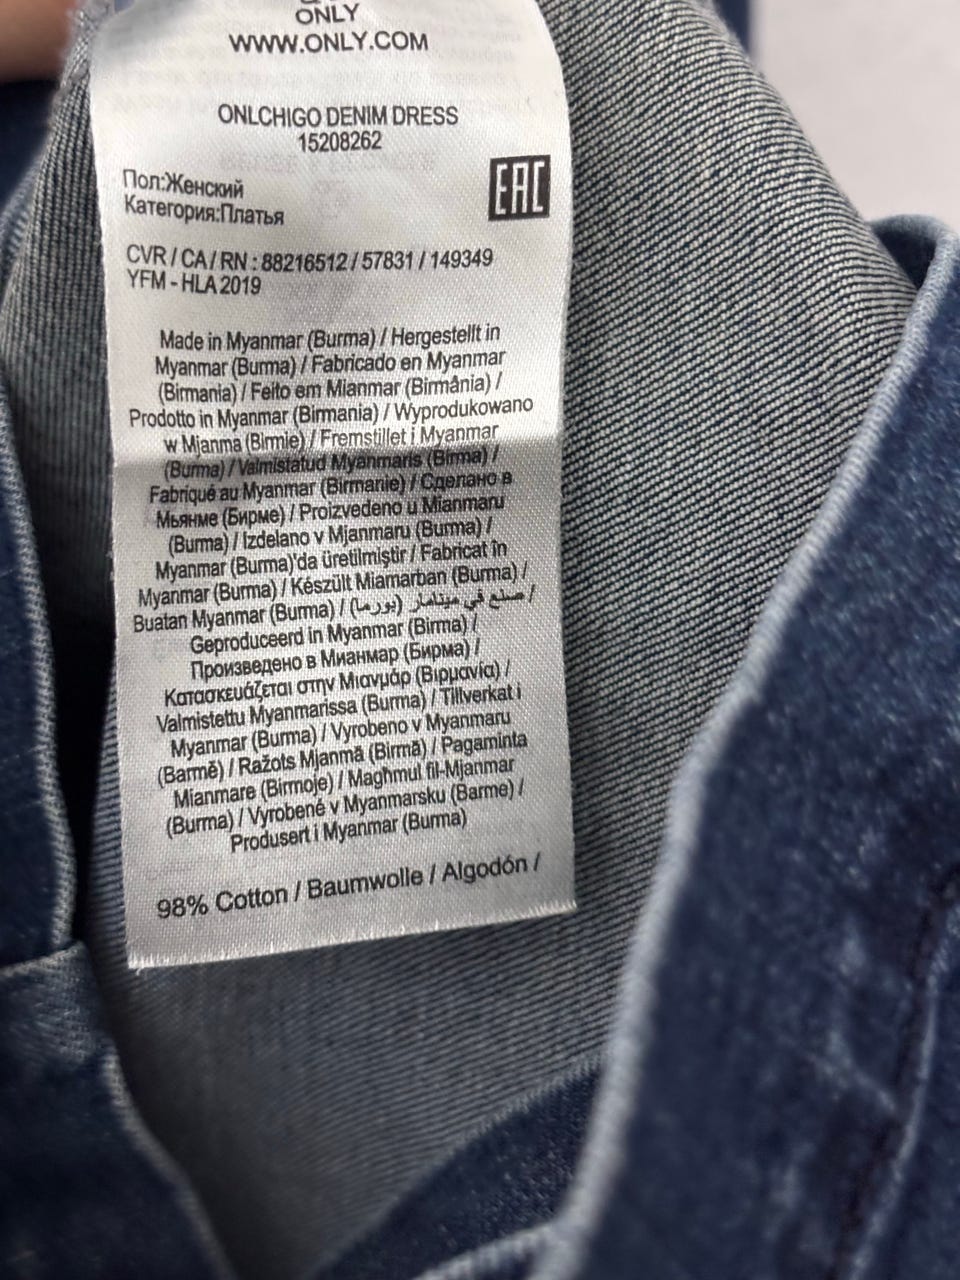 ONLY
WWW.ONLY.COM
ONLCHIGO DENIM DRESS
15208262
Пол:Женский
Категория:Платья
EAC
CVR / CA / RN : 88216512 / 57831 / 149349
YFM - HLA 2019
Made in Myanmar (Burma) / Hergestellt in
Myanmar (Burma) / Fabricado en Myanmar
(Birmania) / Feito em Mianmar (Birmânia) /
Prodotto in Myanmar (Birmania) / Wyprodukowano
w Mjanma (Birmie) / Fremstillet i Myanmar
(Burma) / Valmistatud Myanmaris (Birma) /
Fabriqué au Myanmar (Birmanie) / Сделано в
Мьянме (Бирме) / Proizvedeno u Mianmaru
(Burma) / Izdelano v Mjanmaru (Burma) /
Myanmar (Burma)'da üretilmiştir / Fabricat în
Myanmar (Burma) / Készült Miamarban (Burma) /
Buatan Myanmar (Burma) / صنع في مينامار (بورما) /
Geproduceerd in Myanmar (Birma) /
Произведено в Мианмар (Бирма) /
Κατασκευάζεται στην Μιανμάρ (Βιρμανία) /
Valmistettu Myanmarissa (Burma) / Tillverkat i
Myanmar (Burma) / Vyrobeno v Myanmaru
(Barmě) / Ražots Mjanmā (Birmā) / Pagaminta
Mianmare (Birmoje) / Magħmul fil-Mjanmar
(Burma) / Vyrobené v Myanmarsku (Barme) /
Produsert i Myanmar (Burma)
98% Cotton / Baumwolle / Algodón /